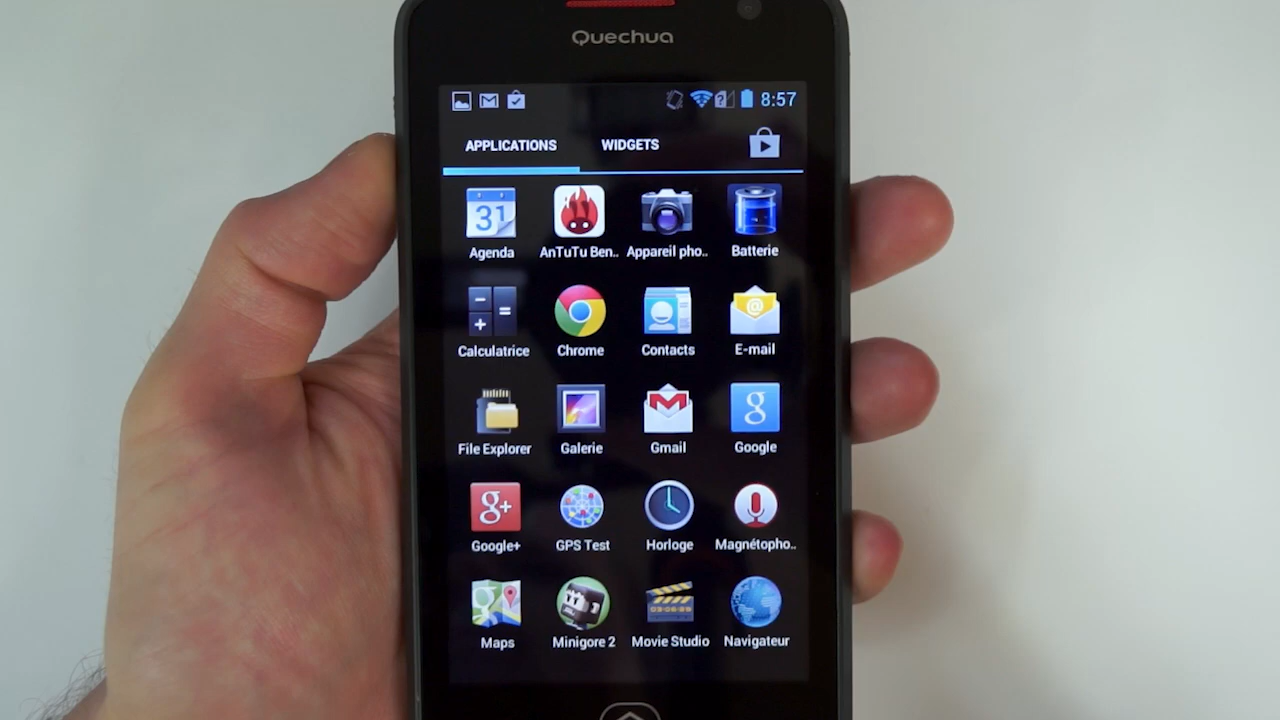 Quechua
8:57
APPLICATIONS WIDGETS
31
Agenda AnTuTu Ben.. Appareil pho.. Batterie
@
Calculatrice Chrome Contacts E-mail
g
File Explorer Galerie Gmail Google
g+
Google+ GPS Test Horloge Magnétopho..
g
Maps Minigore 2 Movie Studio Navigateur